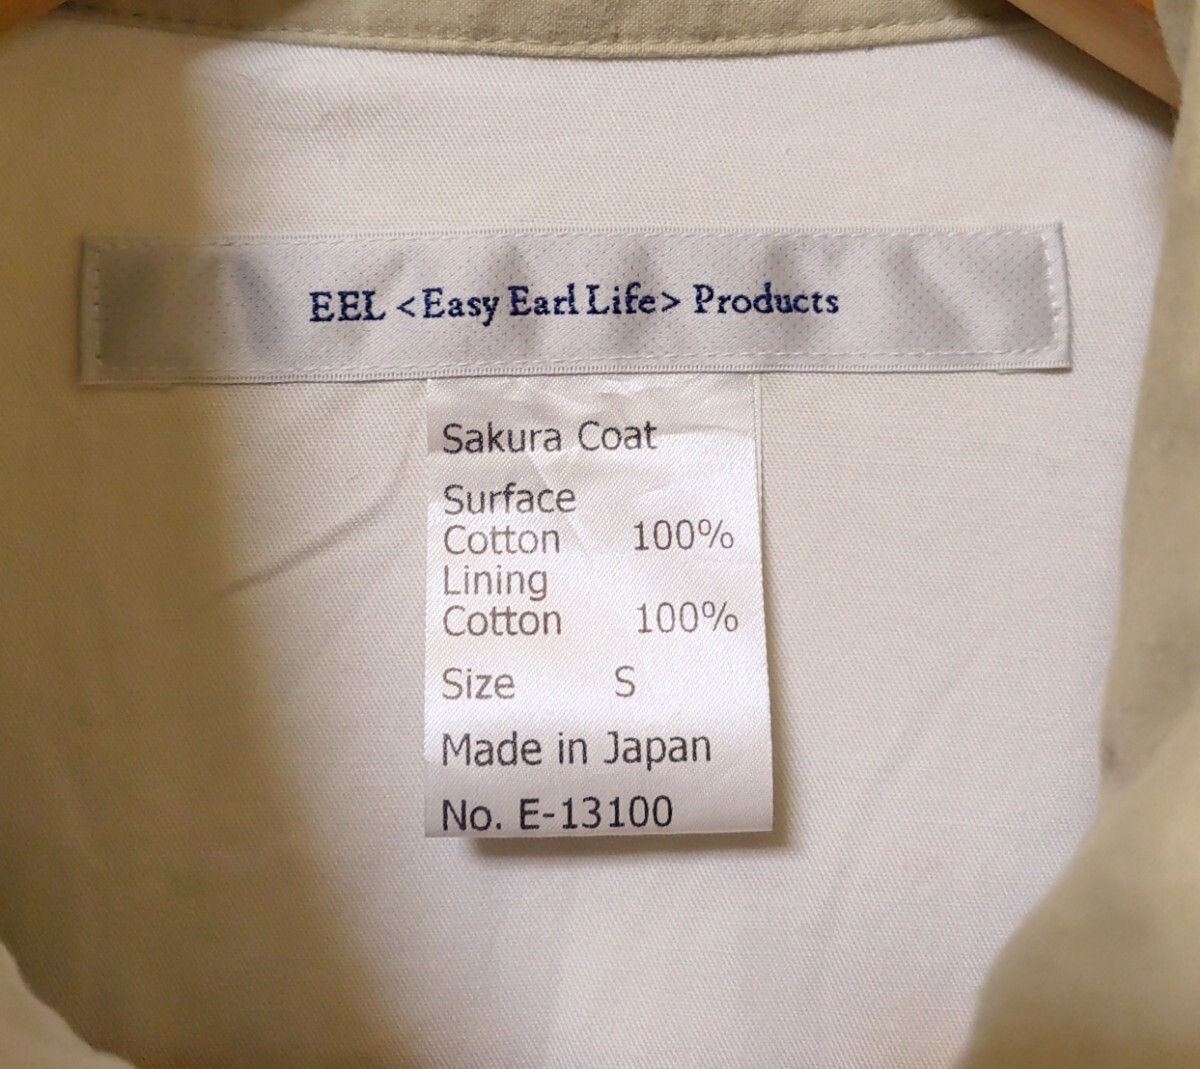 EEL <Easy Earl Life> Products
Sakura Coat
Surface
Cotton 100%
Lining
Cotton 100%
Size S
Made in Japan
No. E-13100